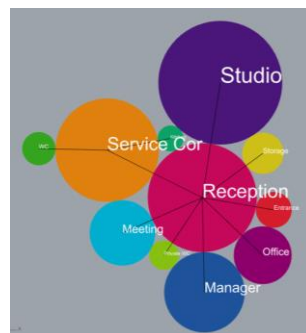 Studio
Service Cor
WC
Storage
Reception
Entrance
Meeting
Office
Manager